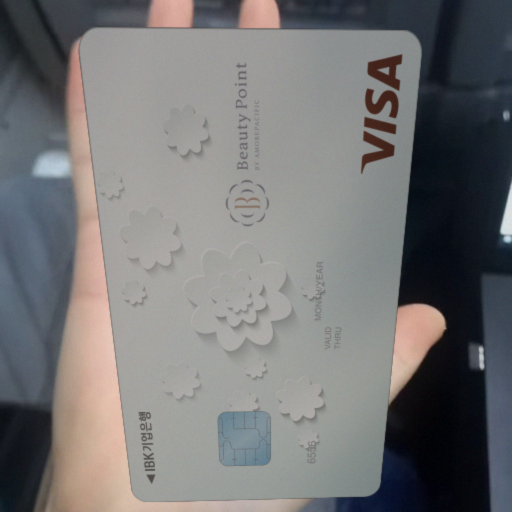 VISA
Beauty Point
BY AMOREPACIFIC
B
MONTH/YEAR
VALID
THRU
◀IBK기업은행